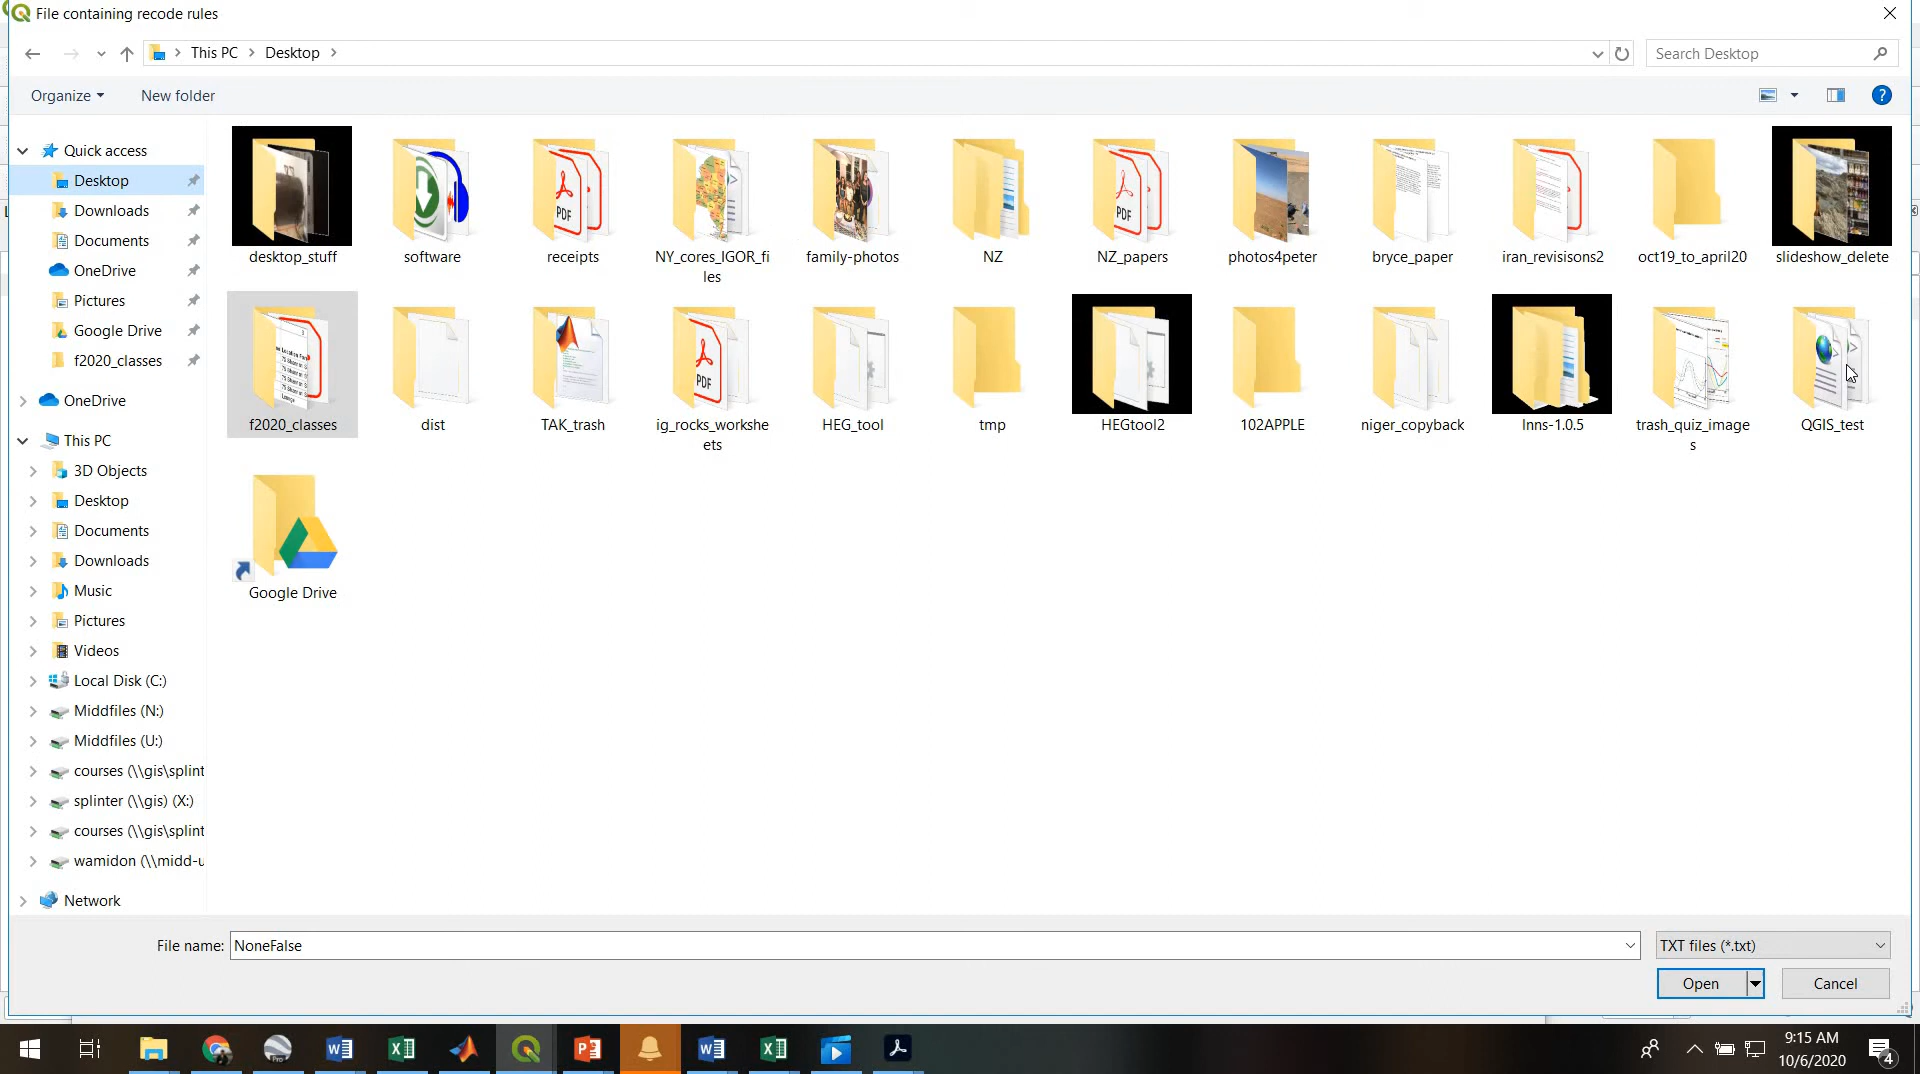 File containing recode rules
This PC
Desktop
Search Desktop
Organize
New folder
?
Quick access
Desktop
Downloads
Documents
OneDrive
Pictures
Google Drive
f2020_classes
OneDrive
This PC
3D Objects
Desktop
Documents
Downloads
Music
Pictures
Videos
Local Disk (C:)
Middfiles (N:)
Middfiles (U:)
courses (\\gis\splint
splinter (\\gis) (X:)
courses (\\gis\splint
wamidon (\\midd-u
Network
desktop_stuff
software
receipts
NY_cores_IGOR_fi
les
family-photos
NZ
NZ_papers
photos4peter
bryce_paper
iran_revisisons2
oct19_to_april20
slideshow_delete
PDF
PDF
f2020_classes
dist
TAK_trash
ig_rocks_workshe
ets
HEG_tool
tmp
HEGtool2
102APPLE
niger_copyback
lnns-1.0.5
trash_quiz_image
s
QGIS_test
PDF
Google Drive
File name:
NoneFalse
TXT files (*.txt)
Open
Cancel
9:15 AM
10/6/2020
4